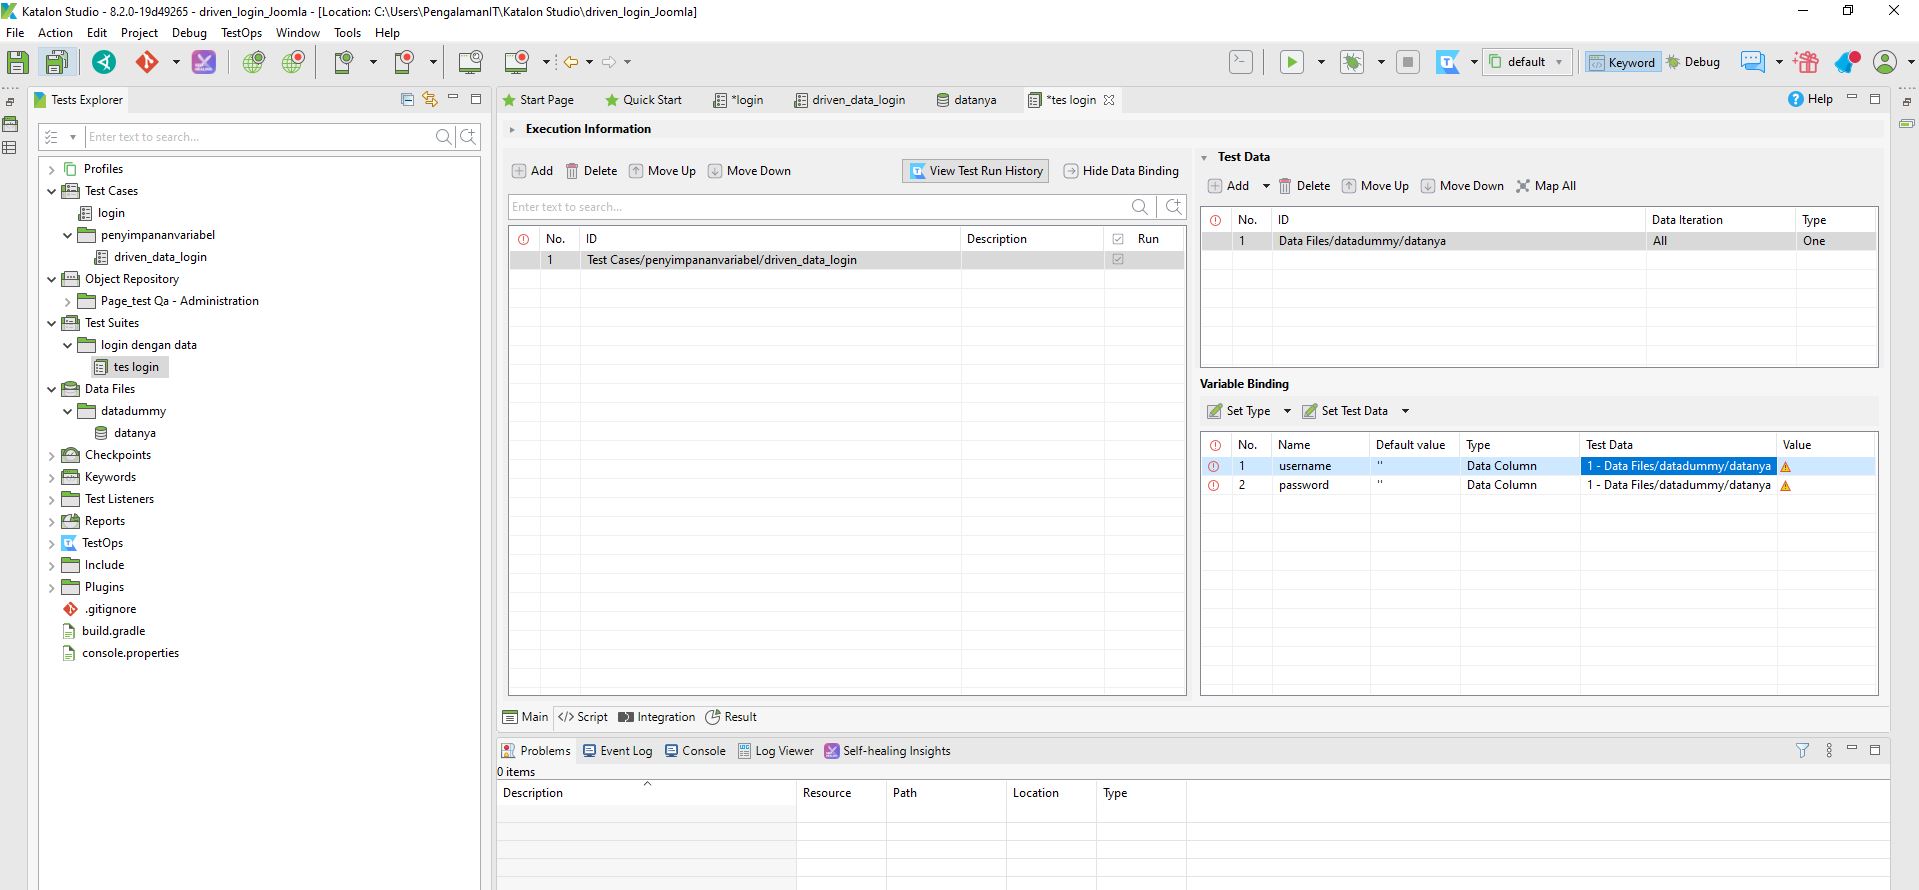 Katalon Studio - 8.2.0-19d49265 - driven_login_Joomla - [Location: C:\Users\PengalamanIT\Katalon Studio\driven_login_Joomla]
File Action Edit Project Debug TestOps Window Tools Help
default Keyword Debug
Tests Explorer
Enter text to search...
Profiles
Test Cases
login
penyimpananvariabel
driven_data_login
Object Repository
Page_test Qa - Administration
Test Suites
login dengan data
tes login
Data Files
datadummy
datanya
Checkpoints
Keywords
Test Listeners
Reports
TestOps
Include
Plugins
.gitignore
build.gradle
console.properties
Start Page Quick Start *login driven_data_login datanya *tes login Help
Execution Information
Add Delete Move Up Move Down View Test Run History Hide Data Binding
Enter text to search...
No. ID Description Run
1 Test Cases/penyimpananvariabel/driven_data_login
Test Data
Add Delete Move Up Move Down Map All
No. ID Data Iteration Type
1 Data Files/datadummy/datanya All One
Variable Binding
Set Type Set Test Data
No. Name Default value Type Test Data Value
1 username '' Data Column 1 - Data Files/datadummy/datanya
2 password '' Data Column 1 - Data Files/datadummy/datanya
Main </> Script Integration Result
Problems Event Log Console Log Viewer Self-healing Insights
0 items
Description Resource Path Location Type